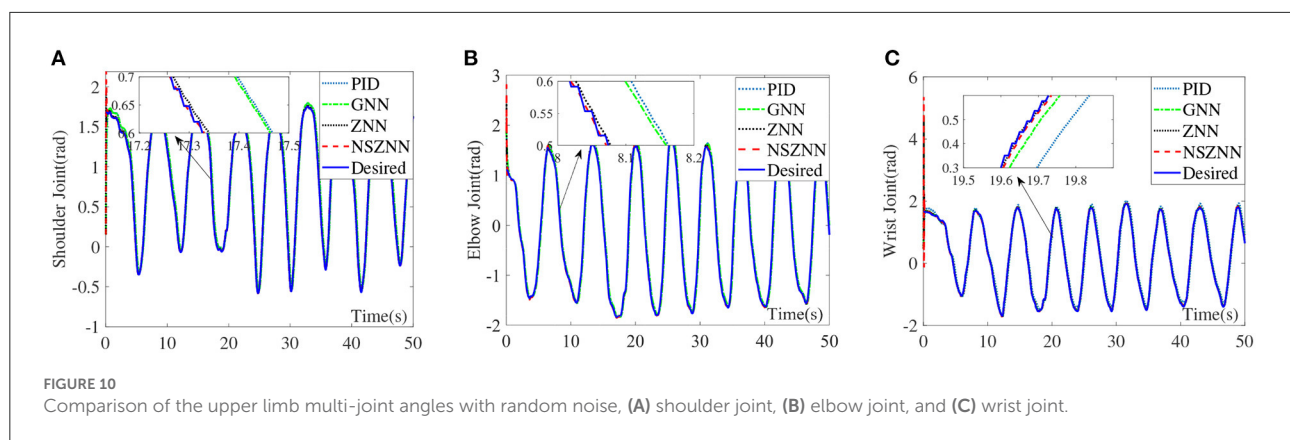 A
Shoulder Joint(rad)
2
1.5
1
0.5
0
-0.5
-1
0 10 20 30 40 50
Time(s)
0.7
0.65
0.6
17.2 17.3 17.4 17.5
PID
GNN
ZNN
NSZNN
Desired
B
Elbow Joint(rad)
3
2
1
0
-1
-2
0 10 20 30 40 50
Time(s)
0.6
0.55
0.5
8 8.1 8.2
PID
GNN
ZNN
NSZNN
Desired
C
Wrist Joint(rad)
6
4
2
0
-2
0 10 20 30 40 50
Time(s)
0.5
0.4
0.3
19.5 19.6 19.7 19.8
PID
GNN
ZNN
NSZNN
Desired
FIGURE 10
Comparison of the upper limb multi-joint angles with random noise, (A) shoulder joint, (B) elbow joint, and (C) wrist joint.